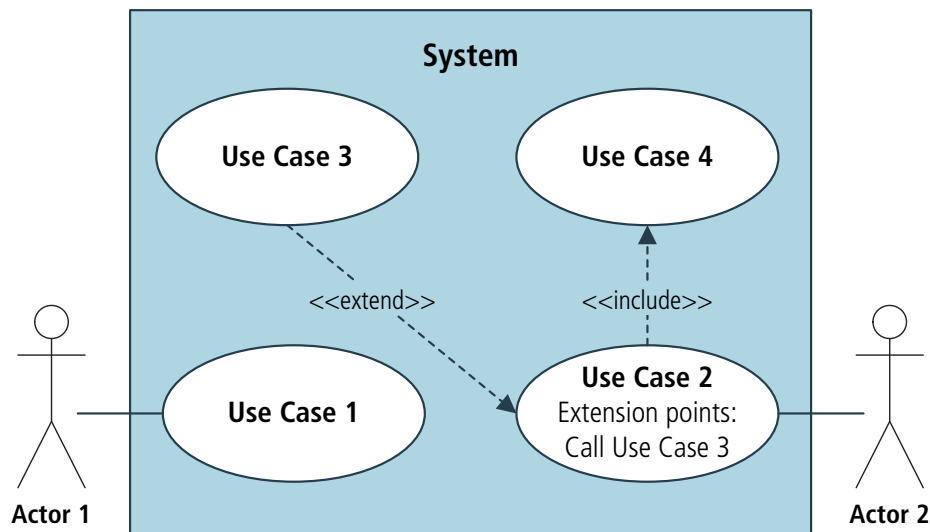 System
Use Case 3
Use Case 4
<<extend>>
<<include>>
Use Case 1
Use Case 2
Extension points:
Call Use Case 3
Actor 1
Actor 2